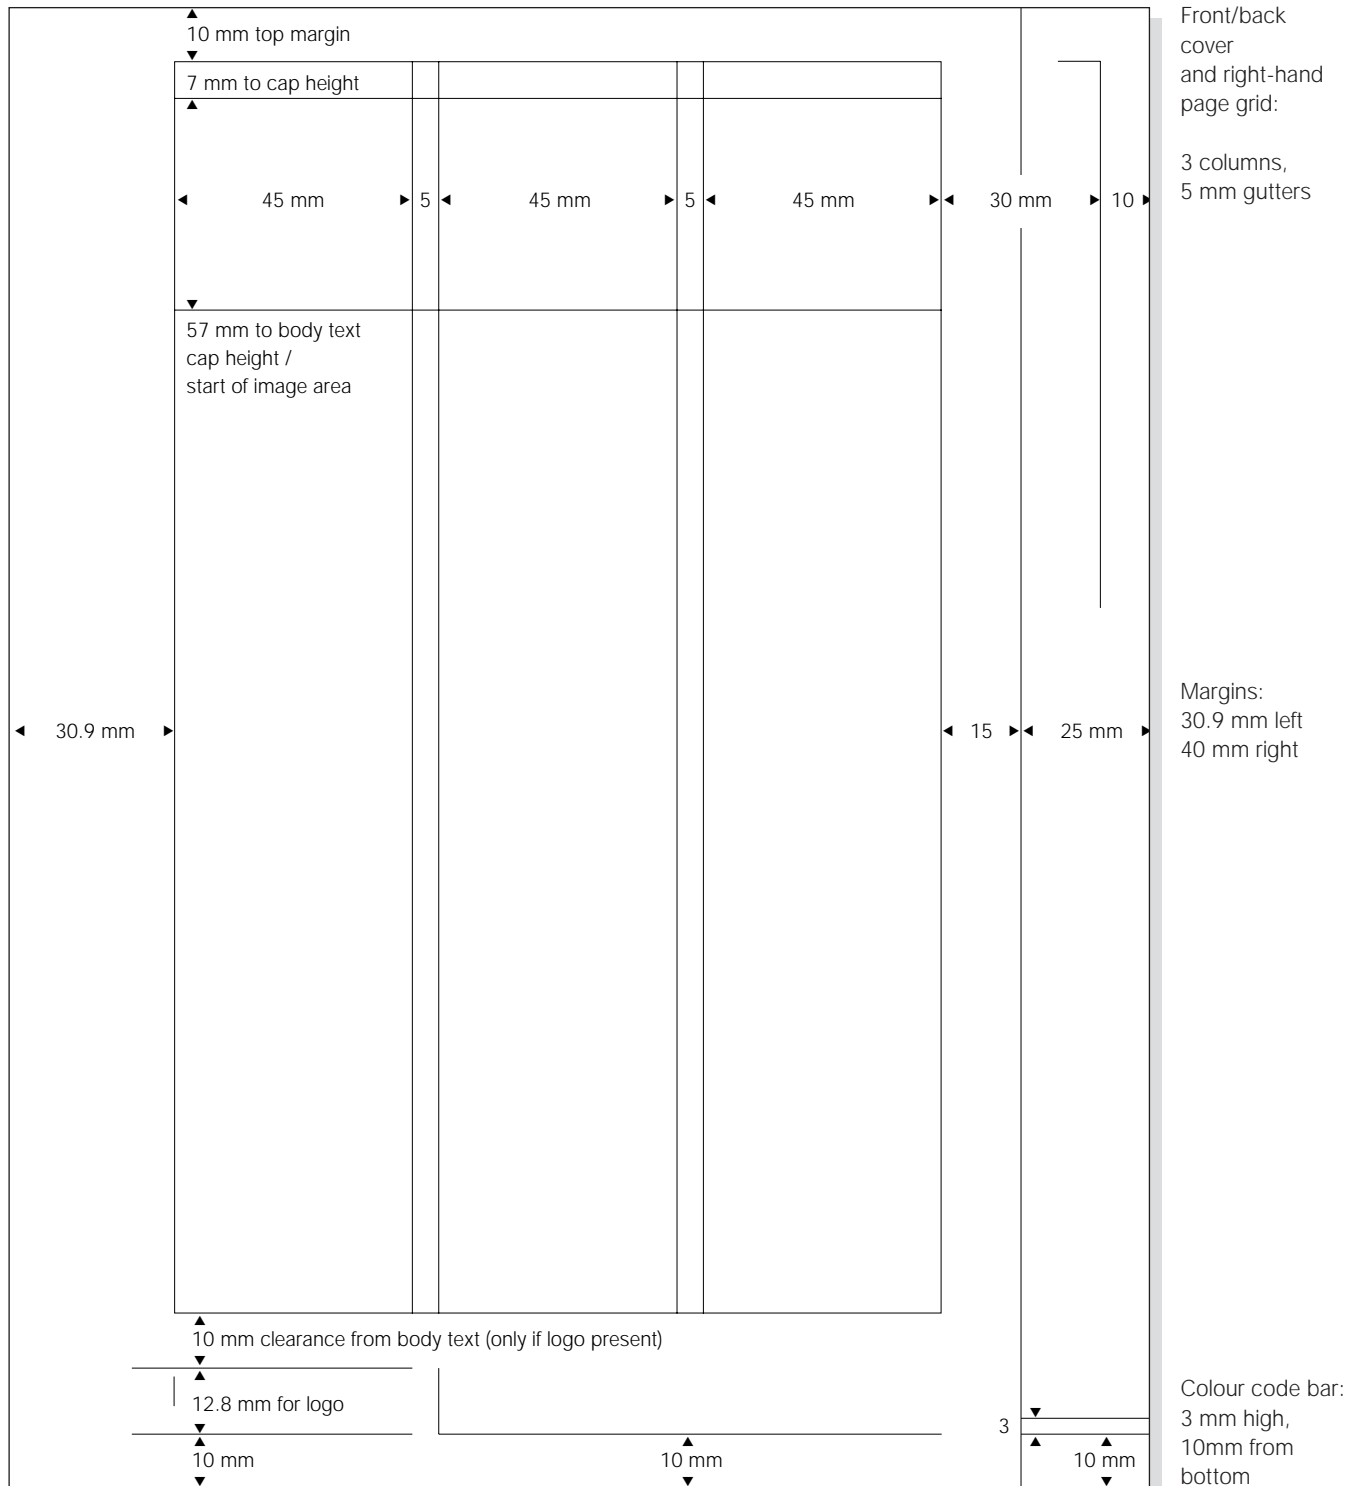 10 mm top margin
7 mm to cap height
45 mm
5
45 mm
5
45 mm
30 mm
10
57 mm to body text
cap height /
start of image area
30.9 mm
15
25 mm
10 mm clearance from body text (only if logo present)
12.8 mm for logo
3
10 mm
10 mm
10 mm
Front/back
cover
and right-hand
page grid:
3 columns,
5 mm gutters
Margins:
30.9 mm left
40 mm right
Colour code bar:
3 mm high,
10mm from
bottom